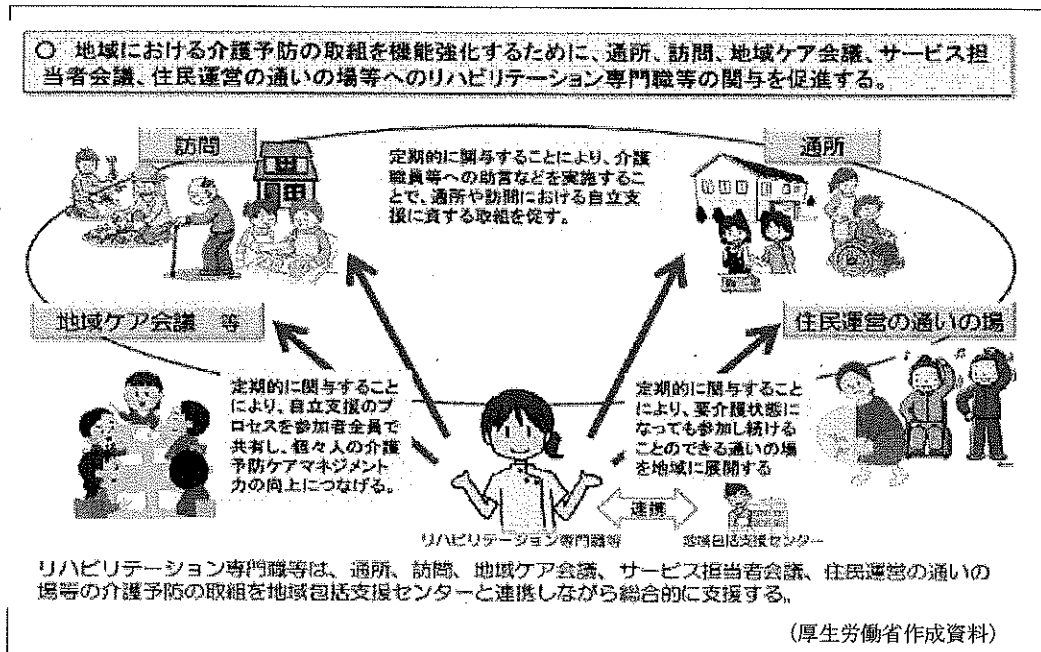 ○ 地域における介護予防の取組を機能強化するために、通所、訪問、地域ケア会議、サービス担
当者会議、住民運営の通いの場等へのリハビリテーション専門職等の関与を促進する。
訪問
定期的に関与することにより、介護
職員等への助言などを実施するこ
とで、通所や訪問における自立支
援に資する取組を促す。
通所
地域ケア会議 等
住民運営の通いの場
定期的に関与すること
により、自立支援のプ
ロセスを参加者全員で
共有し、個々人の介護
予防ケアマネジメント
力の向上につなげる。
定期的に関与すること
により、要介護状態に
なっても参加し続ける
ことのできる通いの場
を地域に展開する
連携
リハビリテーション専門職等
地域包括支援センター
リハビリテーション専門職等は、通所、訪問、地域ケア会議、サービス担当者会議、住民運営の通いの
場等の介護予防の取組を地域包括支援センターと連携しながら総合的に支援する。
(厚生労働省作成資料)